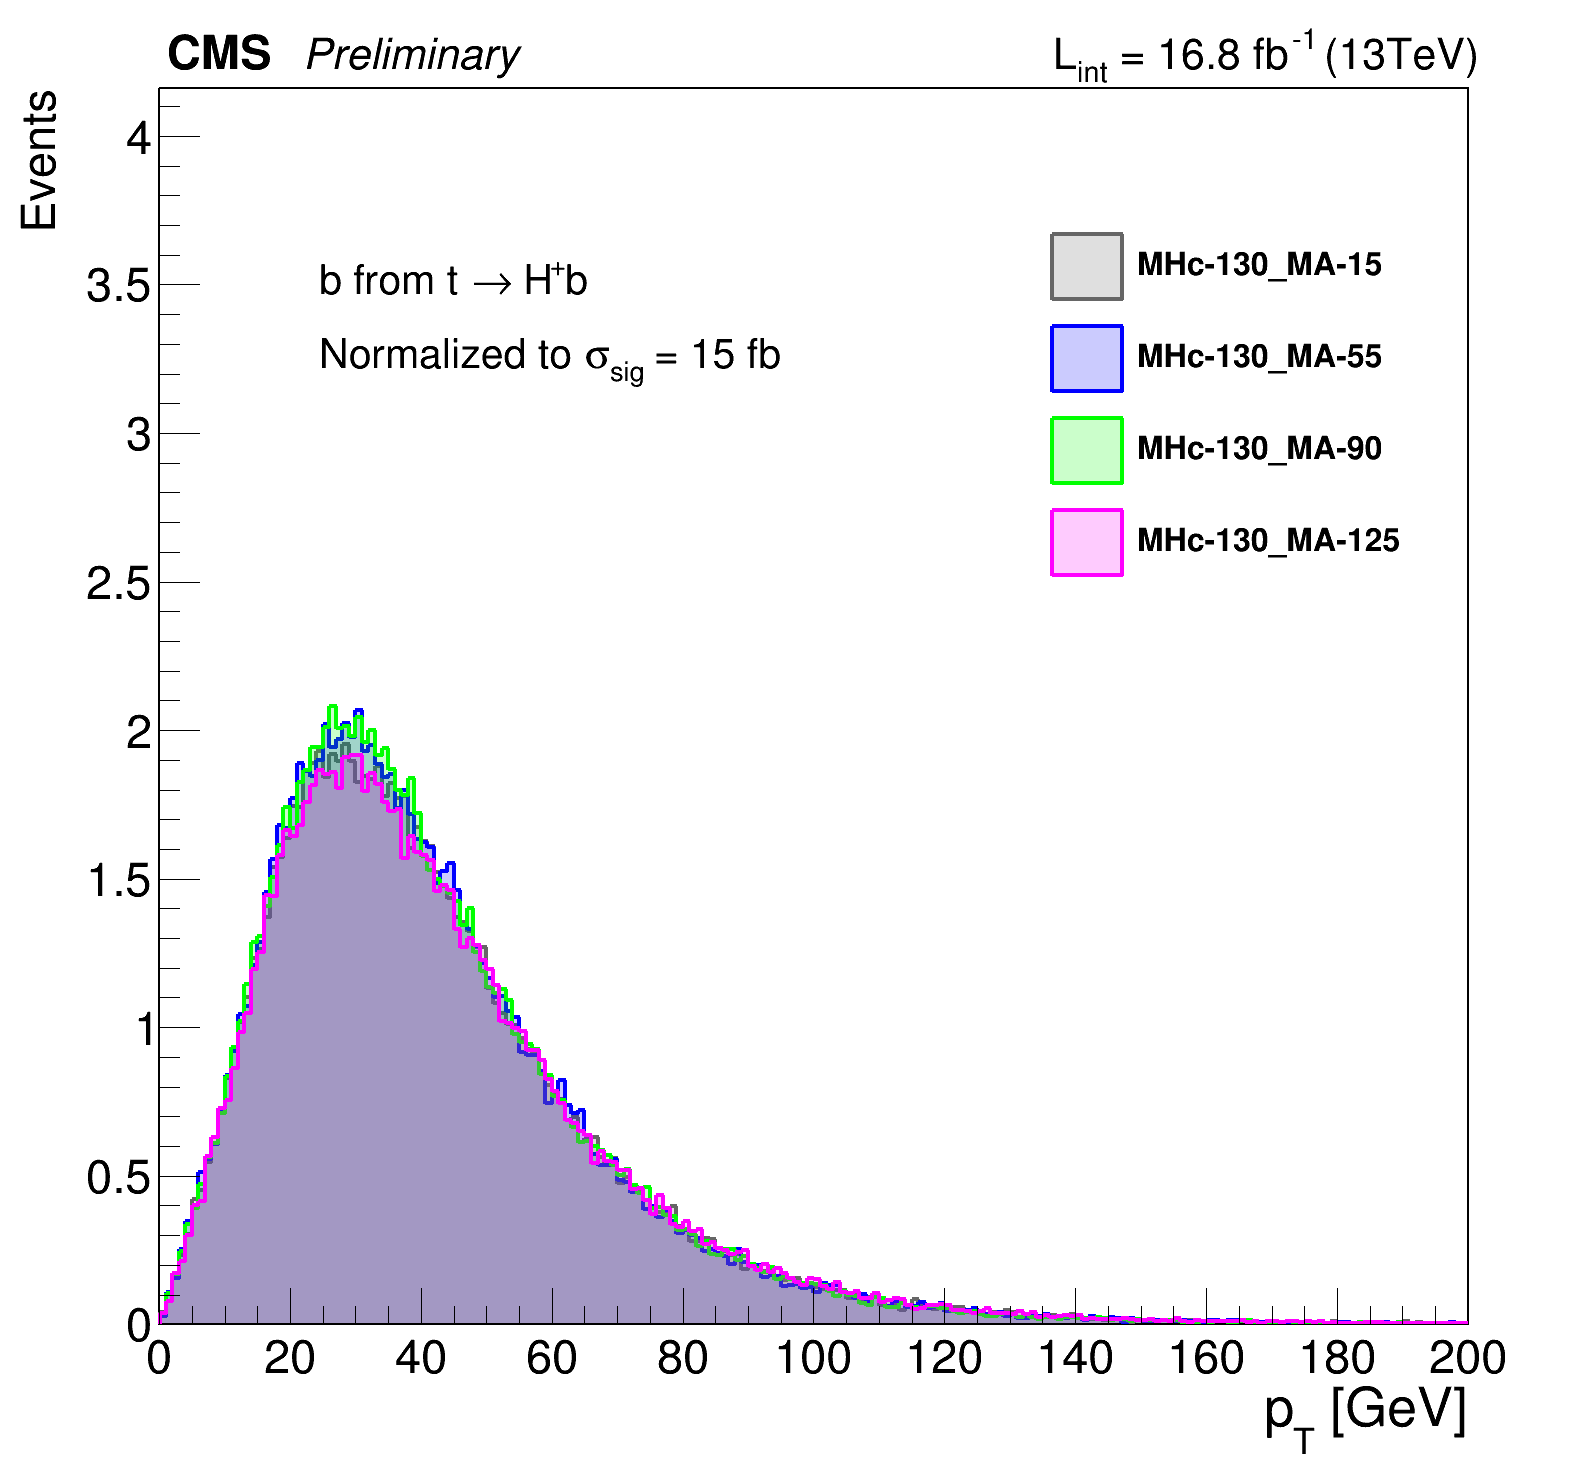 CMS Preliminary L_int = 16.8 fb^-1 (13TeV)
Events
4
3.5
3
2.5
2
1.5
1
0.5
0
b from t → H⁺b
Normalized to σ_sig = 15 fb
MHc-130_MA-15
MHc-130_MA-55
MHc-130_MA-90
MHc-130_MA-125
0 20 40 60 80 100 120 140 160 180 200
p_T [GeV]